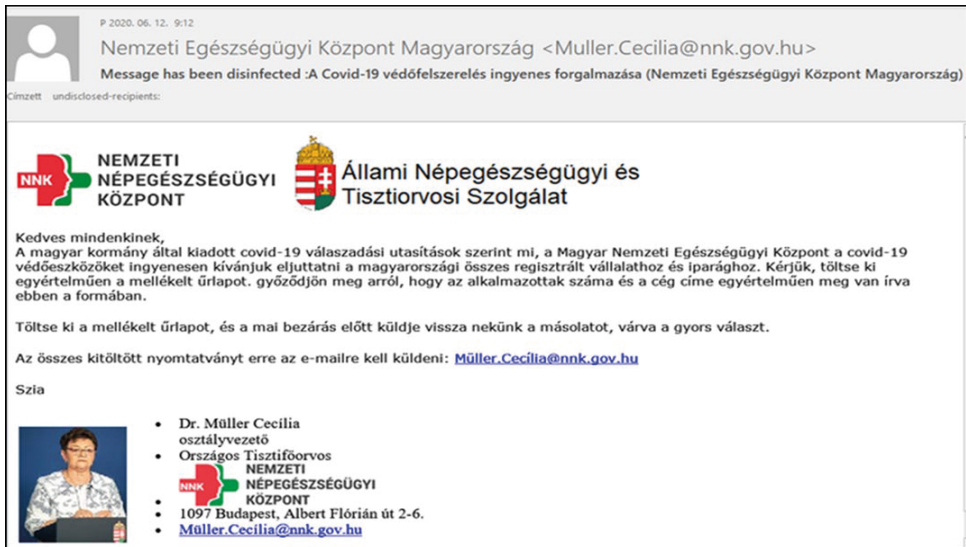 P 2020. 06. 12. 9:12
Nemzeti Egészségügyi Központ Magyarország <Muller.Cecilia@nnk.gov.hu>
Message has been disinfected :A Covid-19 védőfelszerelés ingyenes forgalmazása (Nemzeti Egészségügyi Központ Magyarország)
Címzett undisclosed-recipients:
NNK NEMZETI
NÉPEGÉSZSÉGÜGYI
KÖZPONT
Állami Népegészségügyi és
Tisztiorvosi Szolgálat
Kedves mindenkinek,
A magyar kormány által kiadott covid-19 válaszadási utasítások szerint mi, a Magyar Nemzeti Egészségügyi Központ a covid-19
védőeszközöket ingyenesen kívánjuk eljuttatni a magyarországi összes regisztrált vállalathoz és iparághoz. Kérjük, töltse ki
egyértelműen a mellékelt űrlapot. győződjön meg arról, hogy az alkalmazottak száma és a cég címe egyértelműen meg van írva
ebben a formában.
Töltse ki a mellékelt űrlapot, és a mai bezárás előtt küldje vissza nekünk a másolatot, várva a gyors választ.
Az összes kitöltött nyomtatványt erre az e-mailre kell küldeni: Müller.Cecília@nnk.gov.hu
Szia
• Dr. Müller Cecília
osztályvezető
• Országos Tisztifőorvos
• NNK NEMZETI
NÉPEGÉSZSÉGÜGYI
KÖZPONT
• 1097 Budapest, Albert Flórián út 2-6.
• Müller.Cecília@nnk.gov.hu